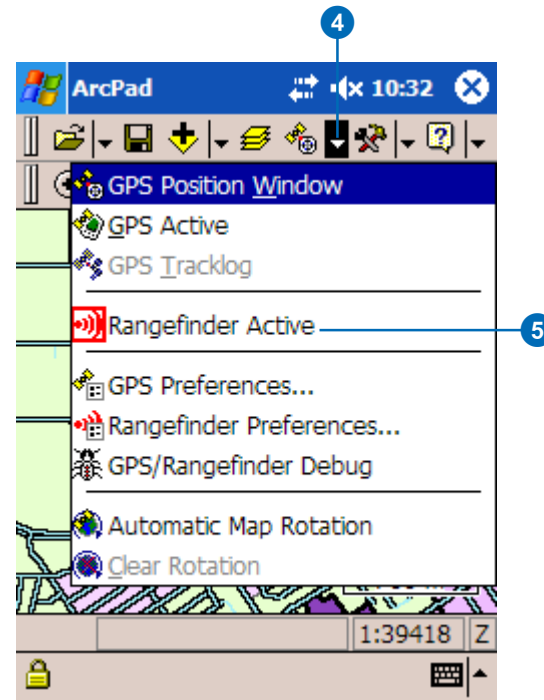 4
ArcPad 10:32
GPS Position Window
GPS Active
GPS Tracklog
Rangefinder Active
5
GPS Preferences...
Rangefinder Preferences...
GPS/Rangefinder Debug
Automatic Map Rotation
Clear Rotation
1:39418 Z